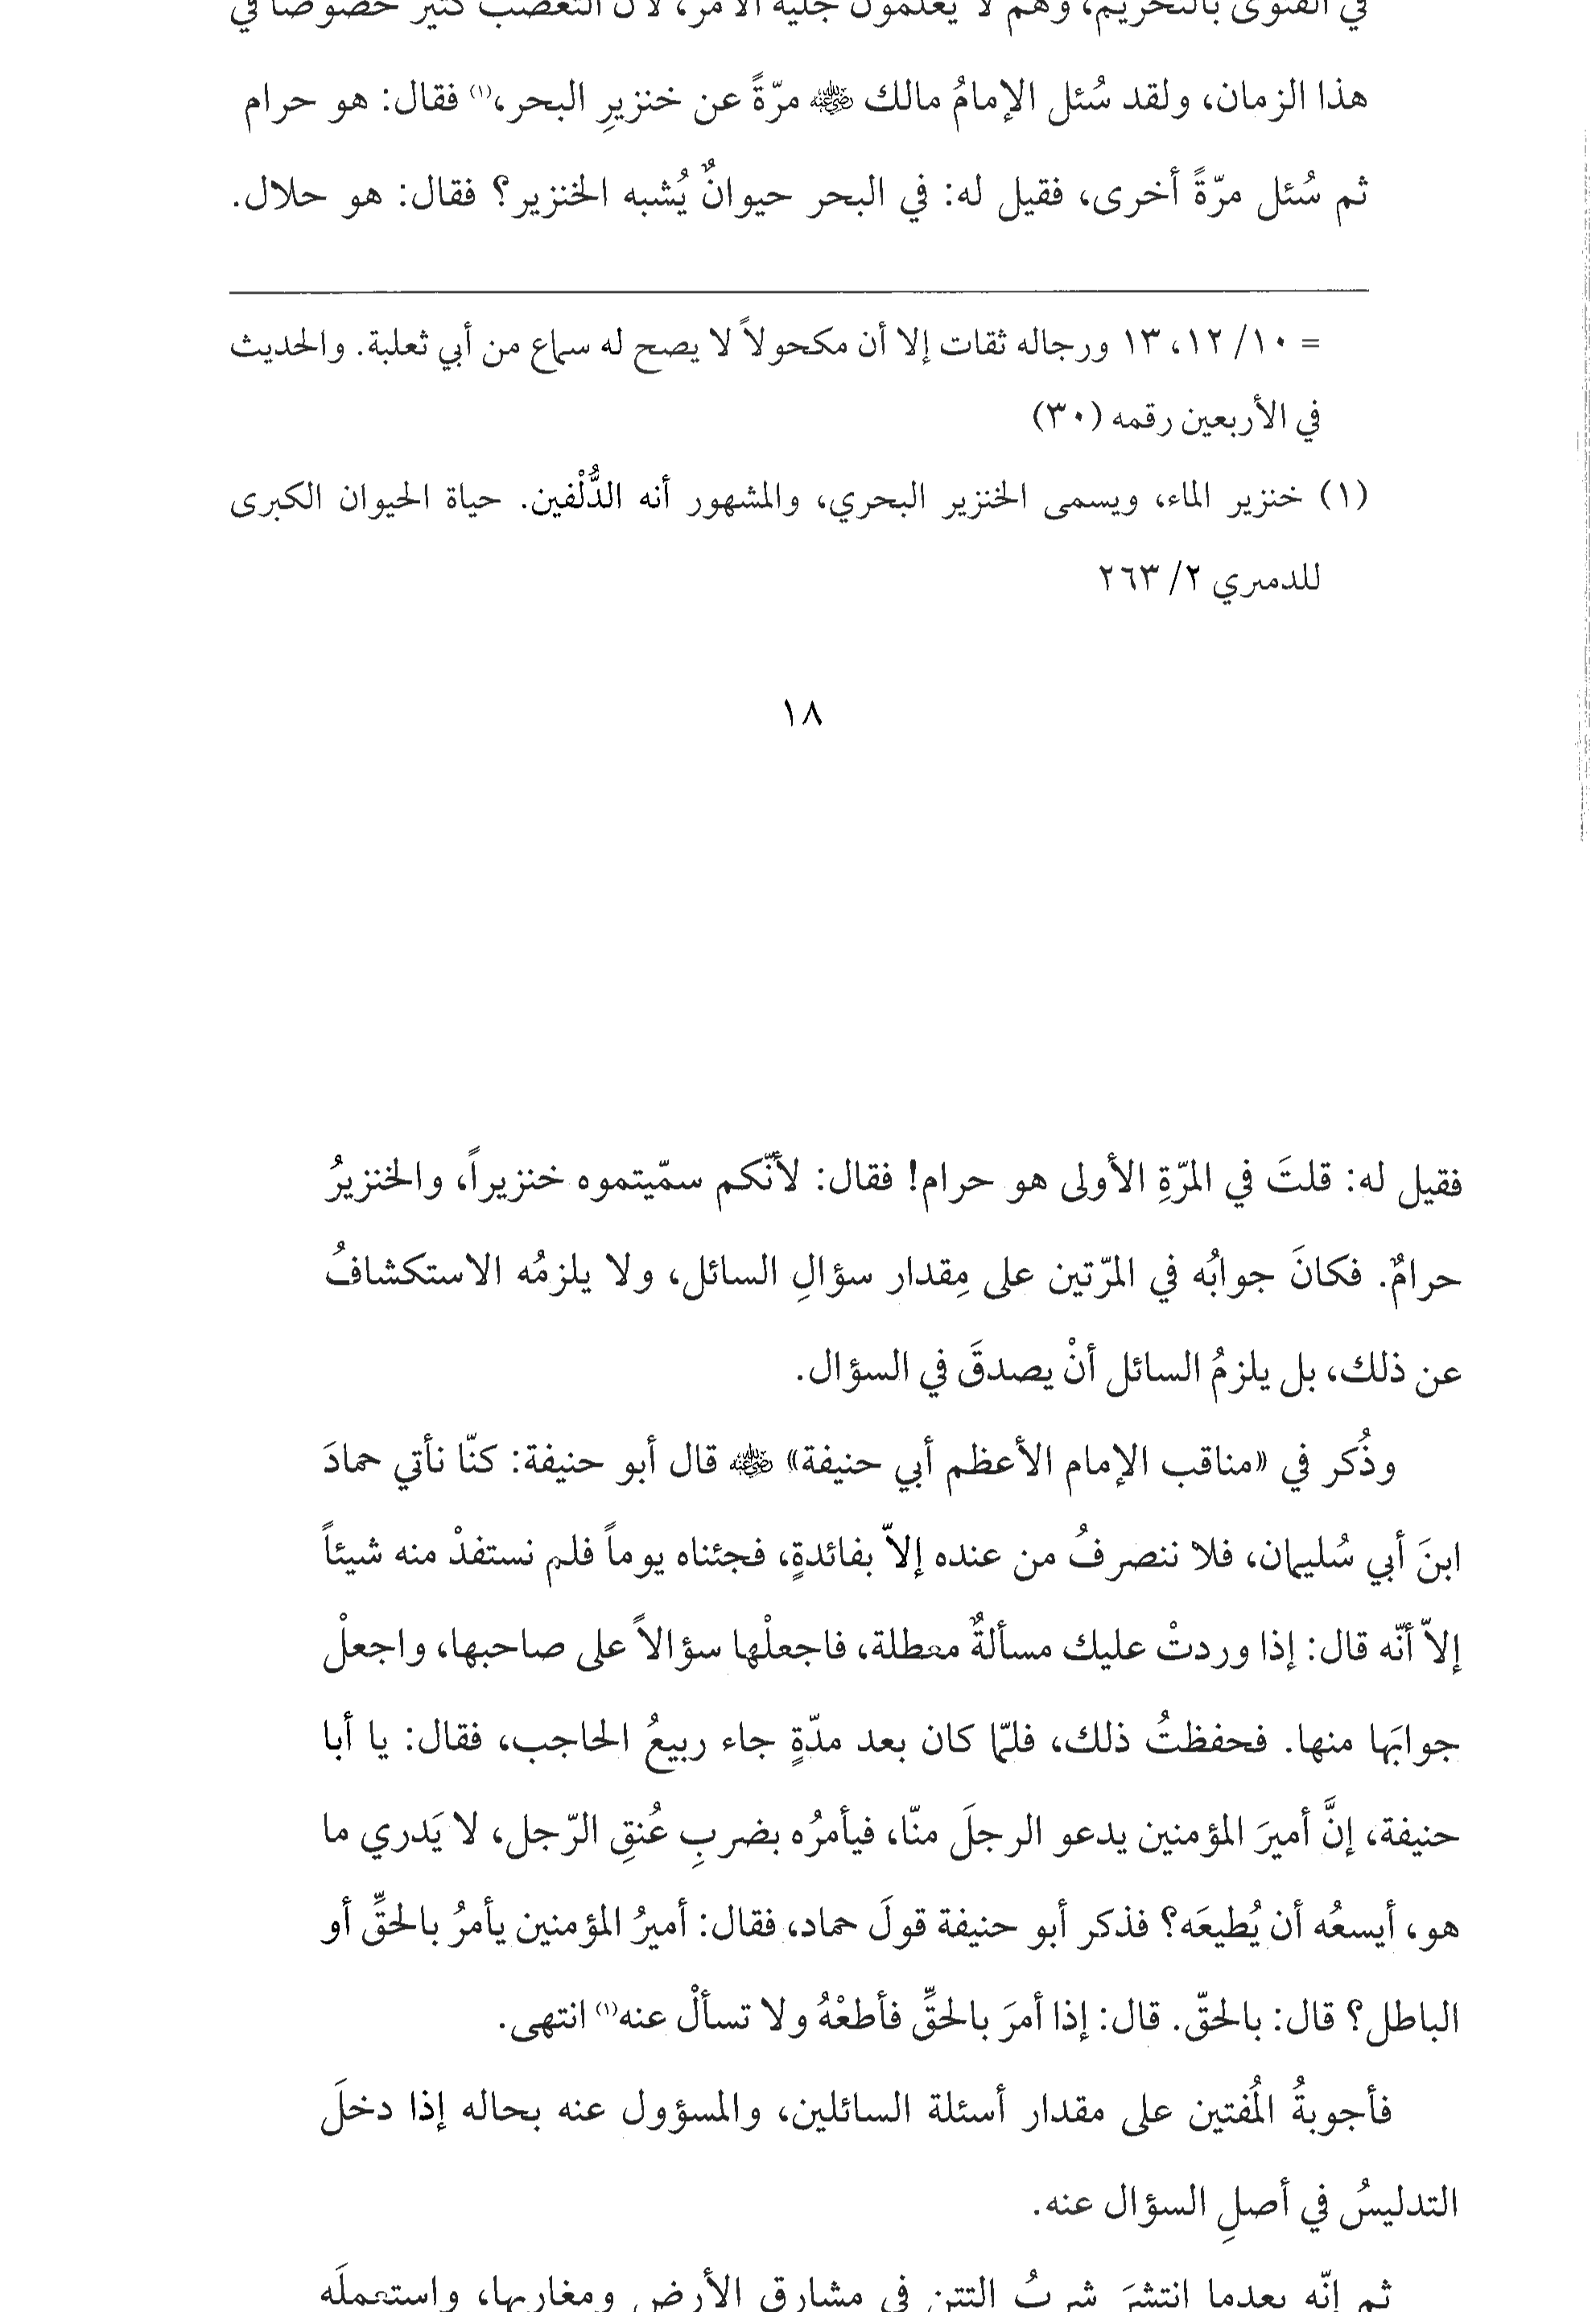 في الفتوى بالتحريم، وهم لا يعلمون جلية الأمر، لأن التعصب كثير خصوصاً في
هذا الزمان، ولقد سُئل الإمامُ مالك ﷺ مرّةً عن خنزيرِ البحر،(١) فقال: هو حرام
ثم سُئل مرّةً أخرى، فقيل له: في البحر حيوانٌ يُشبه الخنزير؟ فقال: هو حلال.
= ١٠/ ١٢، ١٣ ورجاله ثقات إلا أن مكحولاً لا يصح له سماع من أبي ثعلبة. والحديث
في الأربعين رقمه (٣٠)
(١) خنزير الماء، ويسمى الخنزير البحري، والمشهور أنه الدُّلْفين. حياة الحيوان الكبرى
للدمري ٢/ ٢٦٣
١٨
فقيل له: قلتَ في المرّةِ الأولى هو حرام! فقال: لأنّكم سمّيتموه خنزيراً، والخنزيرُ
حرامٌ. فكانَ جوابُه في المرّتين على مِقدار سؤالِ السائل، ولا يلزمُه الاستكشافُ
عن ذلك، بل يلزمُ السائل أنْ يصدقَ في السؤال.
وذُكر في «مناقب الإمام الأعظم أبي حنيفة» رضي الله عنه قال أبو حنيفة: كنّا نأتي حمادَ
ابنَ أبي سُليمان، فلا ننصرفُ من عنده إلاّ بفائدةٍ، فجئناه يوماً فلم نستفدْ منه شيئاً
إلاّ أنّه قال: إذا وردتْ عليك مسألةٌ معطلة، فاجعلْها سؤالاً على صاحبها، واجعلْ
جوابَها منها. فحفظتُ ذلك، فلمّا كان بعد مدّةٍ جاء ربيعُ الحاجب، فقال: يا أبا
حنيفة، إنَّ أميرَ المؤمنين يدعو الرجلَ منّا، فيأمرُه بضربِ عُنقِ الرّجل، لا يَدري ما
هو، أيسعُه أن يُطيعَه؟ فذكر أبو حنيفة قولَ حماد، فقال: أميرُ المؤمنين يأمرُ بالحقِّ أو
الباطل؟ قال: بالحقّ. قال: إذا أمرَ بالحقِّ فأطعْهُ ولا تسألْ عنه(١) انتهى.
فأجوبةُ المُفتين على مقدار أسئلة السائلين، والمسؤول عنه بحاله إذا دخلَ
التدليسُ في أصلِ السؤال عنه.
ثم إنّه بعدما انتشرَ شربُ التتن في مشارق الأرض ومغاربها، واستعملَه